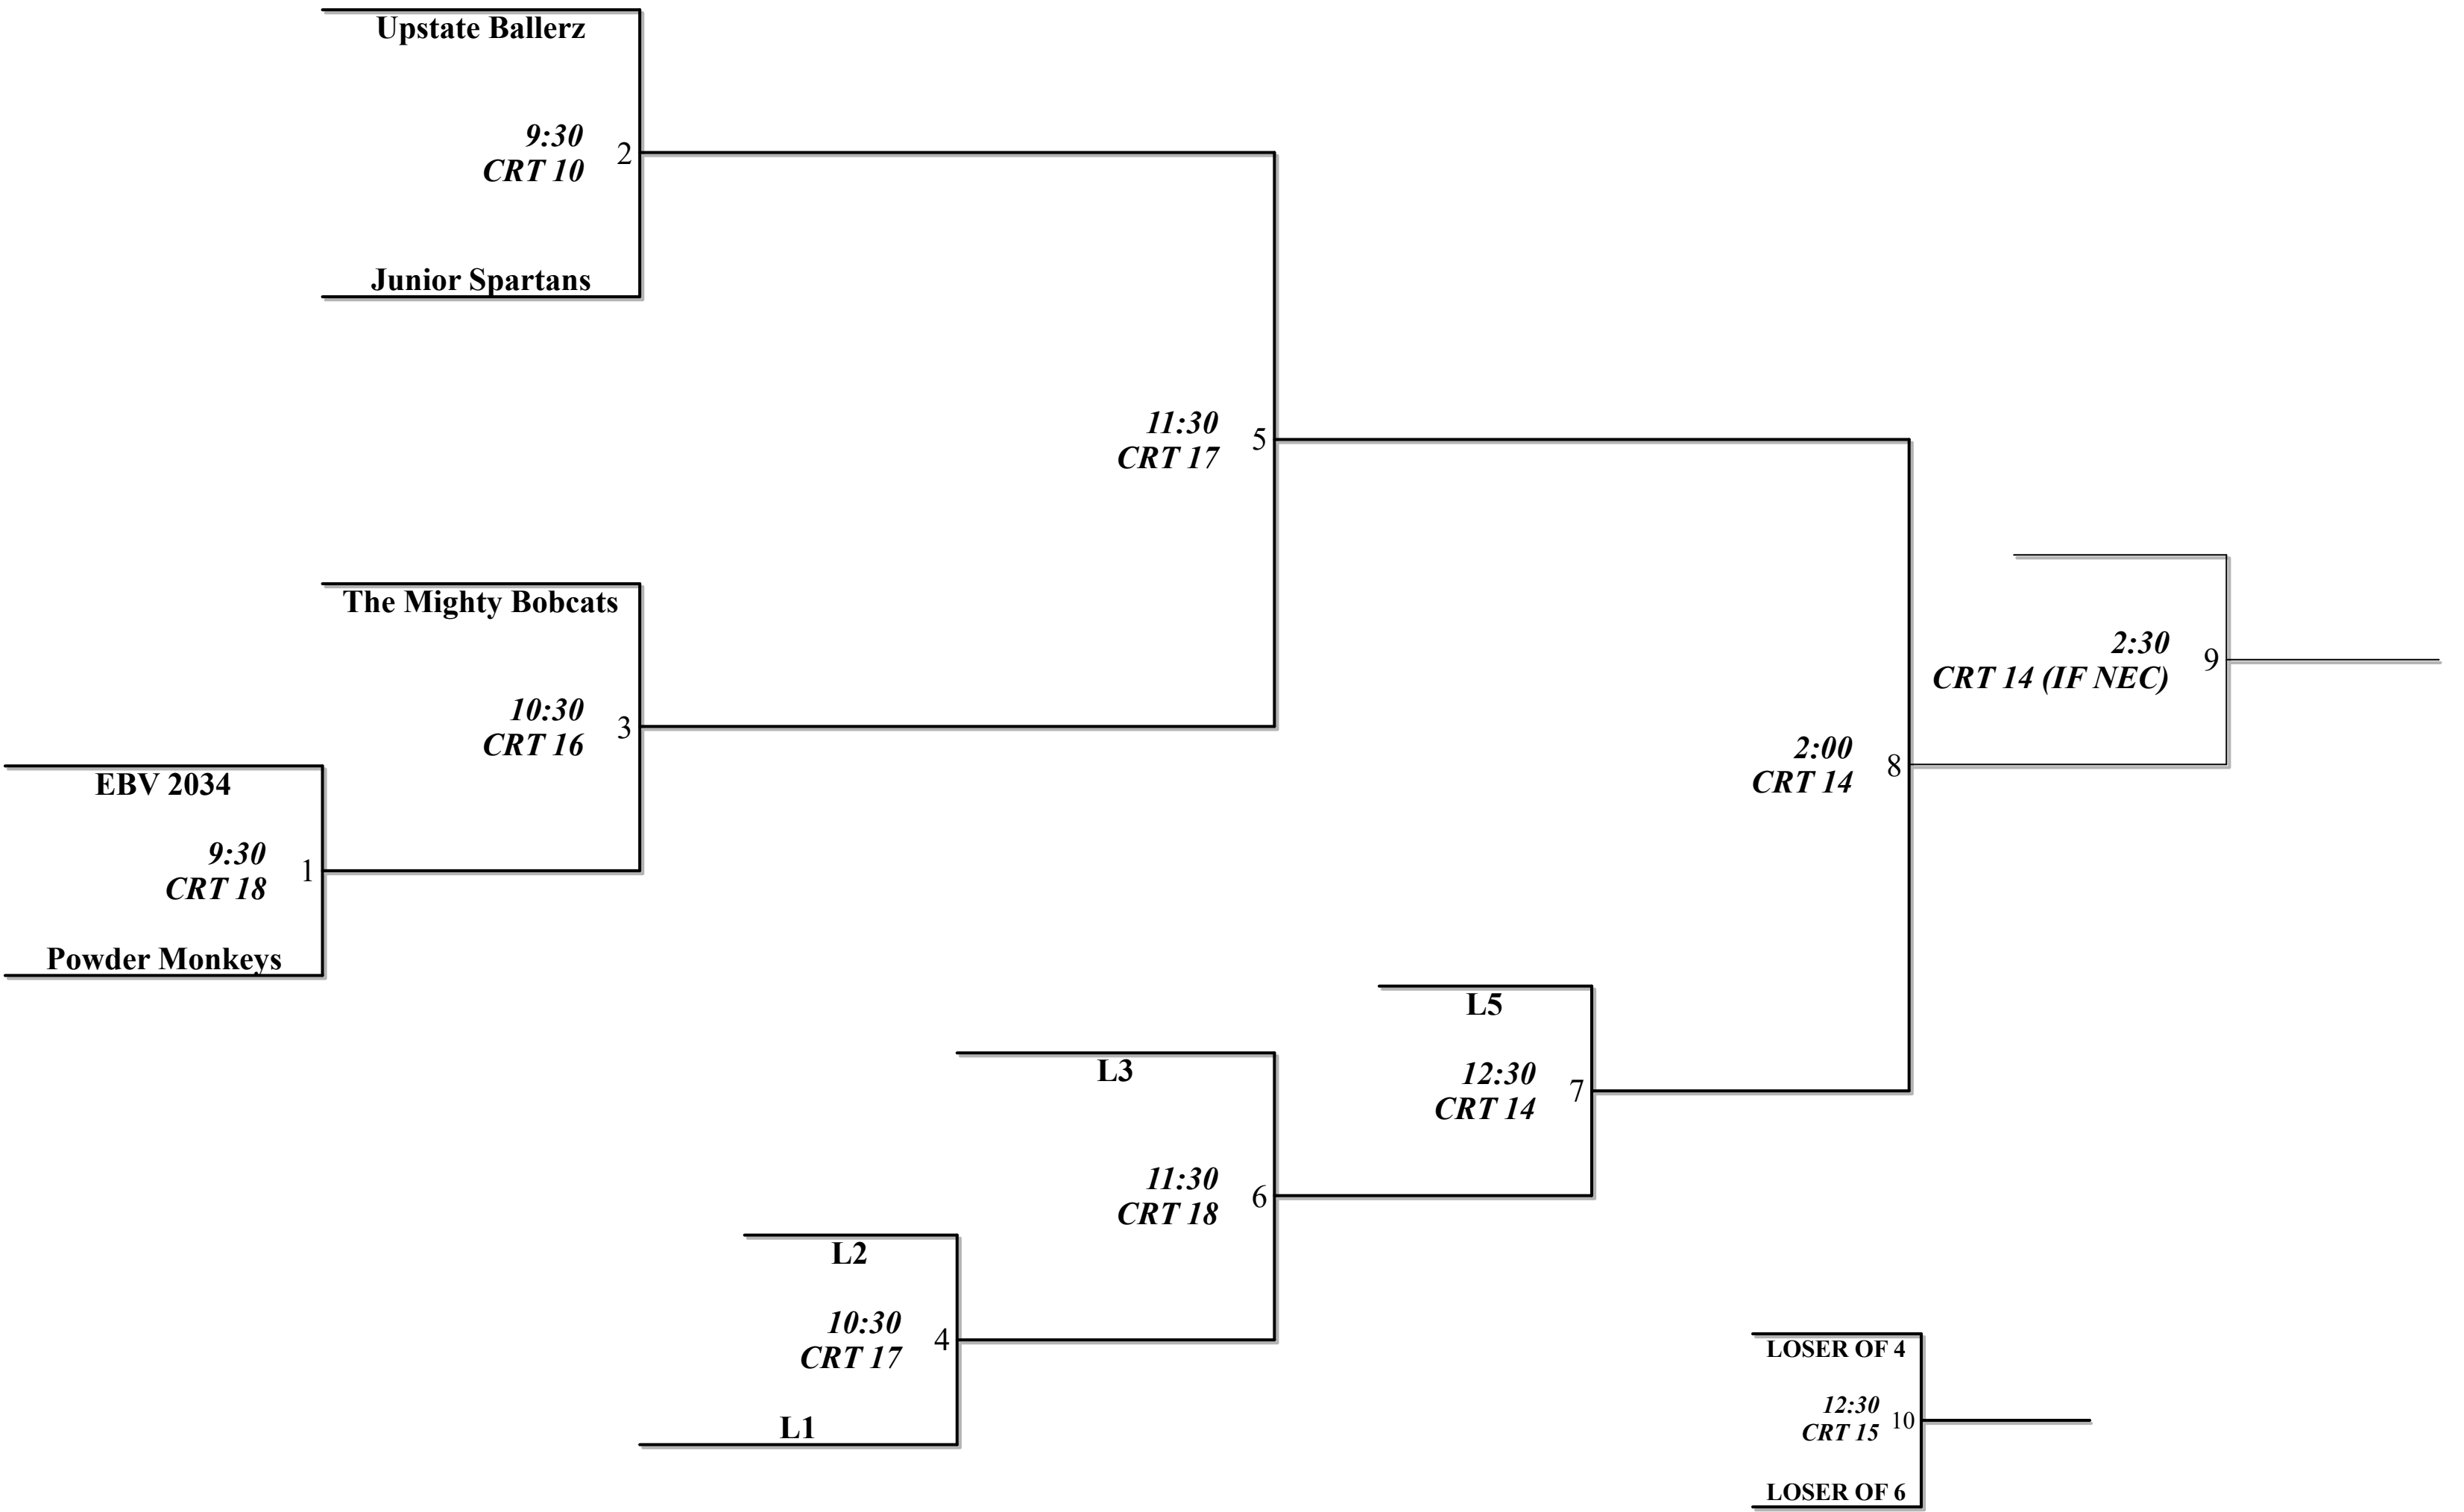 Upstate Ballerz
9:30
CRT 10
2
Junior Spartans
11:30
CRT 17
5
The Mighty Bobcats
10:30
CRT 16
3
2:30
CRT 14 (IF NEC)
9
2:00
CRT 14
8
EBV 2034
9:30
CRT 18
1
Powder Monkeys
L5
12:30
CRT 14
7
L3
11:30
CRT 18
6
L2
10:30
CRT 17
4
L1
LOSER OF 4
12:30
CRT 15
10
LOSER OF 6